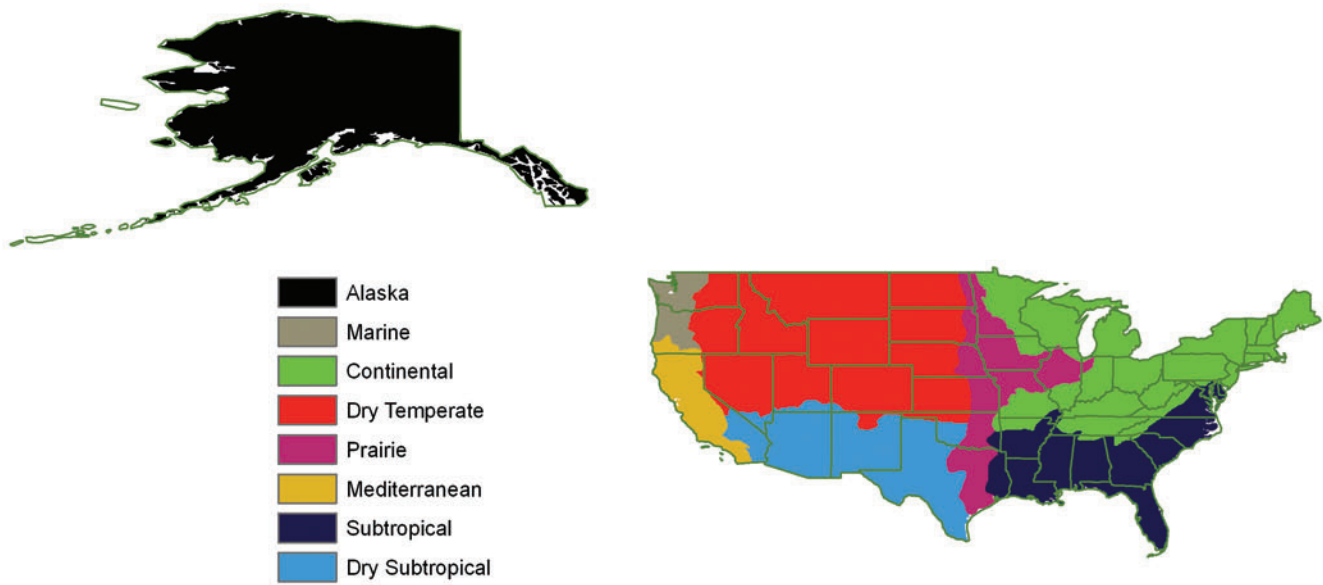 Alaska
Marine
Continental
Dry Temperate
Prairie
Mediterranean
Subtropical
Dry Subtropical